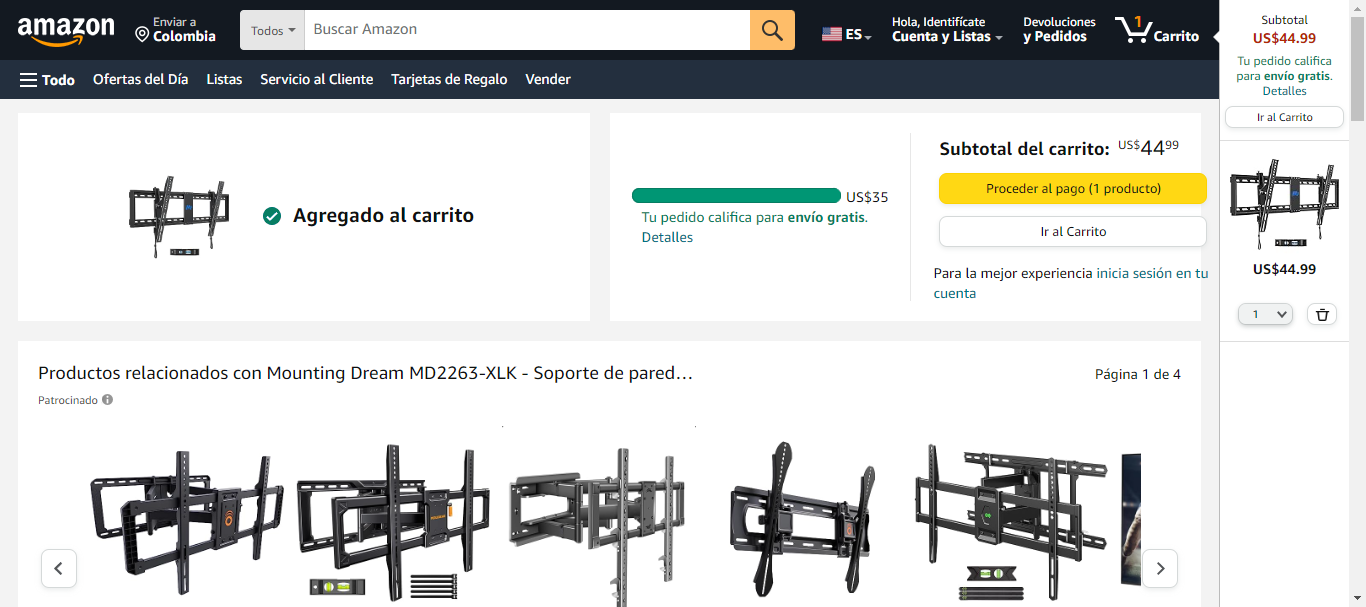 amazon
Enviar a
Colombia
Todos
Buscar Amazon
ES
Hola, Identifícate
Cuenta y Listas
Devoluciones
y Pedidos
1
Carrito
Todo
Ofertas del Día
Listas
Servicio al Cliente
Tarjetas de Regalo
Vender
Subtotal
US$44.99
Tu pedido califica
para envío gratis.
Detalles
Ir al Carrito
US$44.99
1
Agregado al carrito
US$35
Tu pedido califica para envío gratis.
Detalles
Subtotal del carrito: US$44 99
Proceder al pago (1 producto)
Ir al Carrito
Para la mejor experiencia inicia sesión en tu
cuenta
Productos relacionados con Mounting Dream MD2263-XLK - Soporte de pared…
Página 1 de 4
Patrocinado